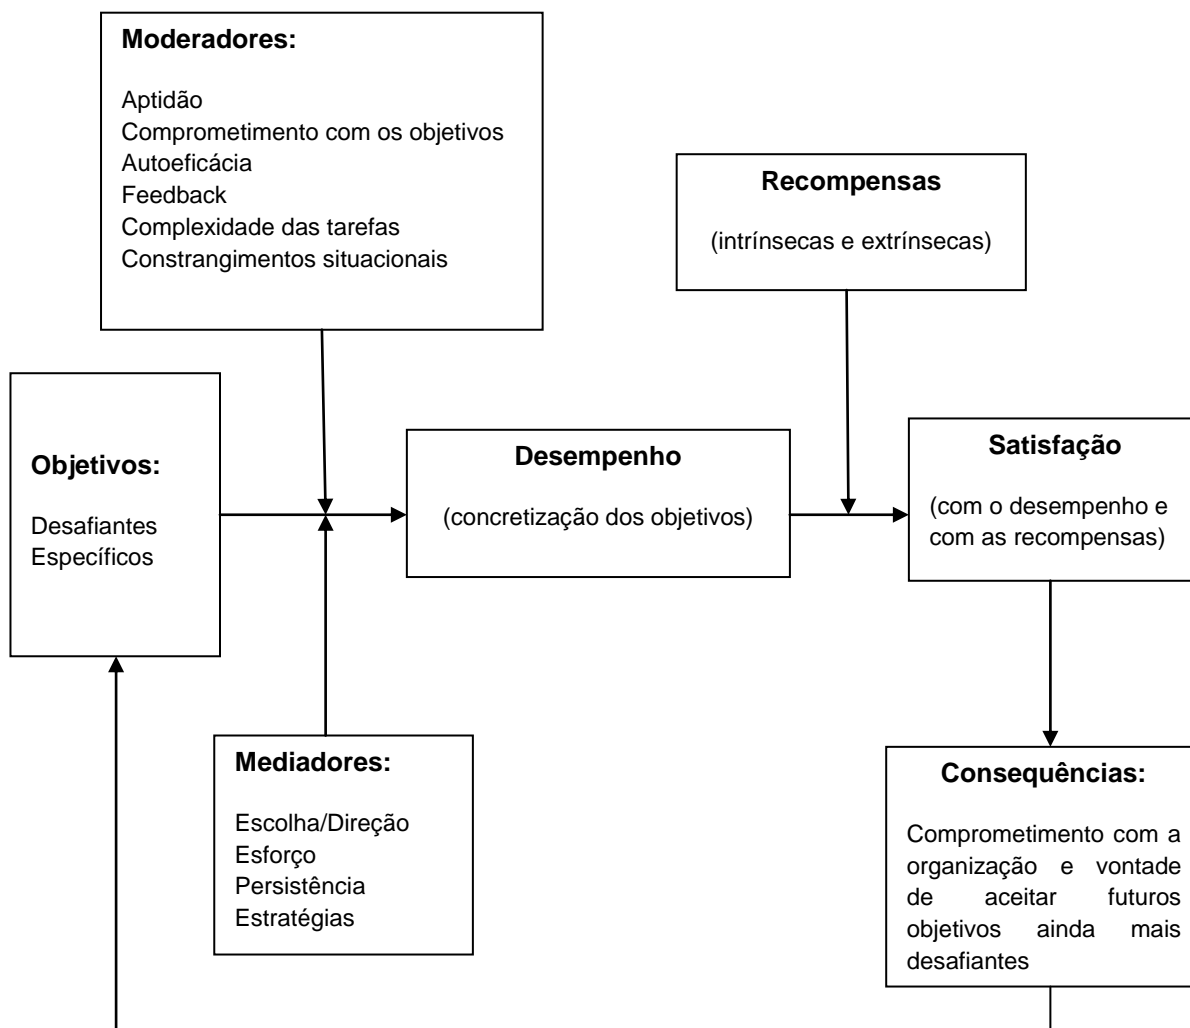 Moderadores:
Aptidão
Comprometimento com os objetivos
Autoeficácia
Feedback
Complexidade das tarefas
Constrangimentos situacionais
Recompensas
(intrínsecas e extrínsecas)
Objetivos:
Desafiantes
Específicos
Desempenho
(concretização dos objetivos)
Satisfação
(com o desempenho e
com as recompensas)
Mediadores:
Escolha/Direção
Esforço
Persistência
Estratégias
Consequências:
Comprometimento com a
organização e vontade
de aceitar futuros
objetivos ainda mais
desafiantes